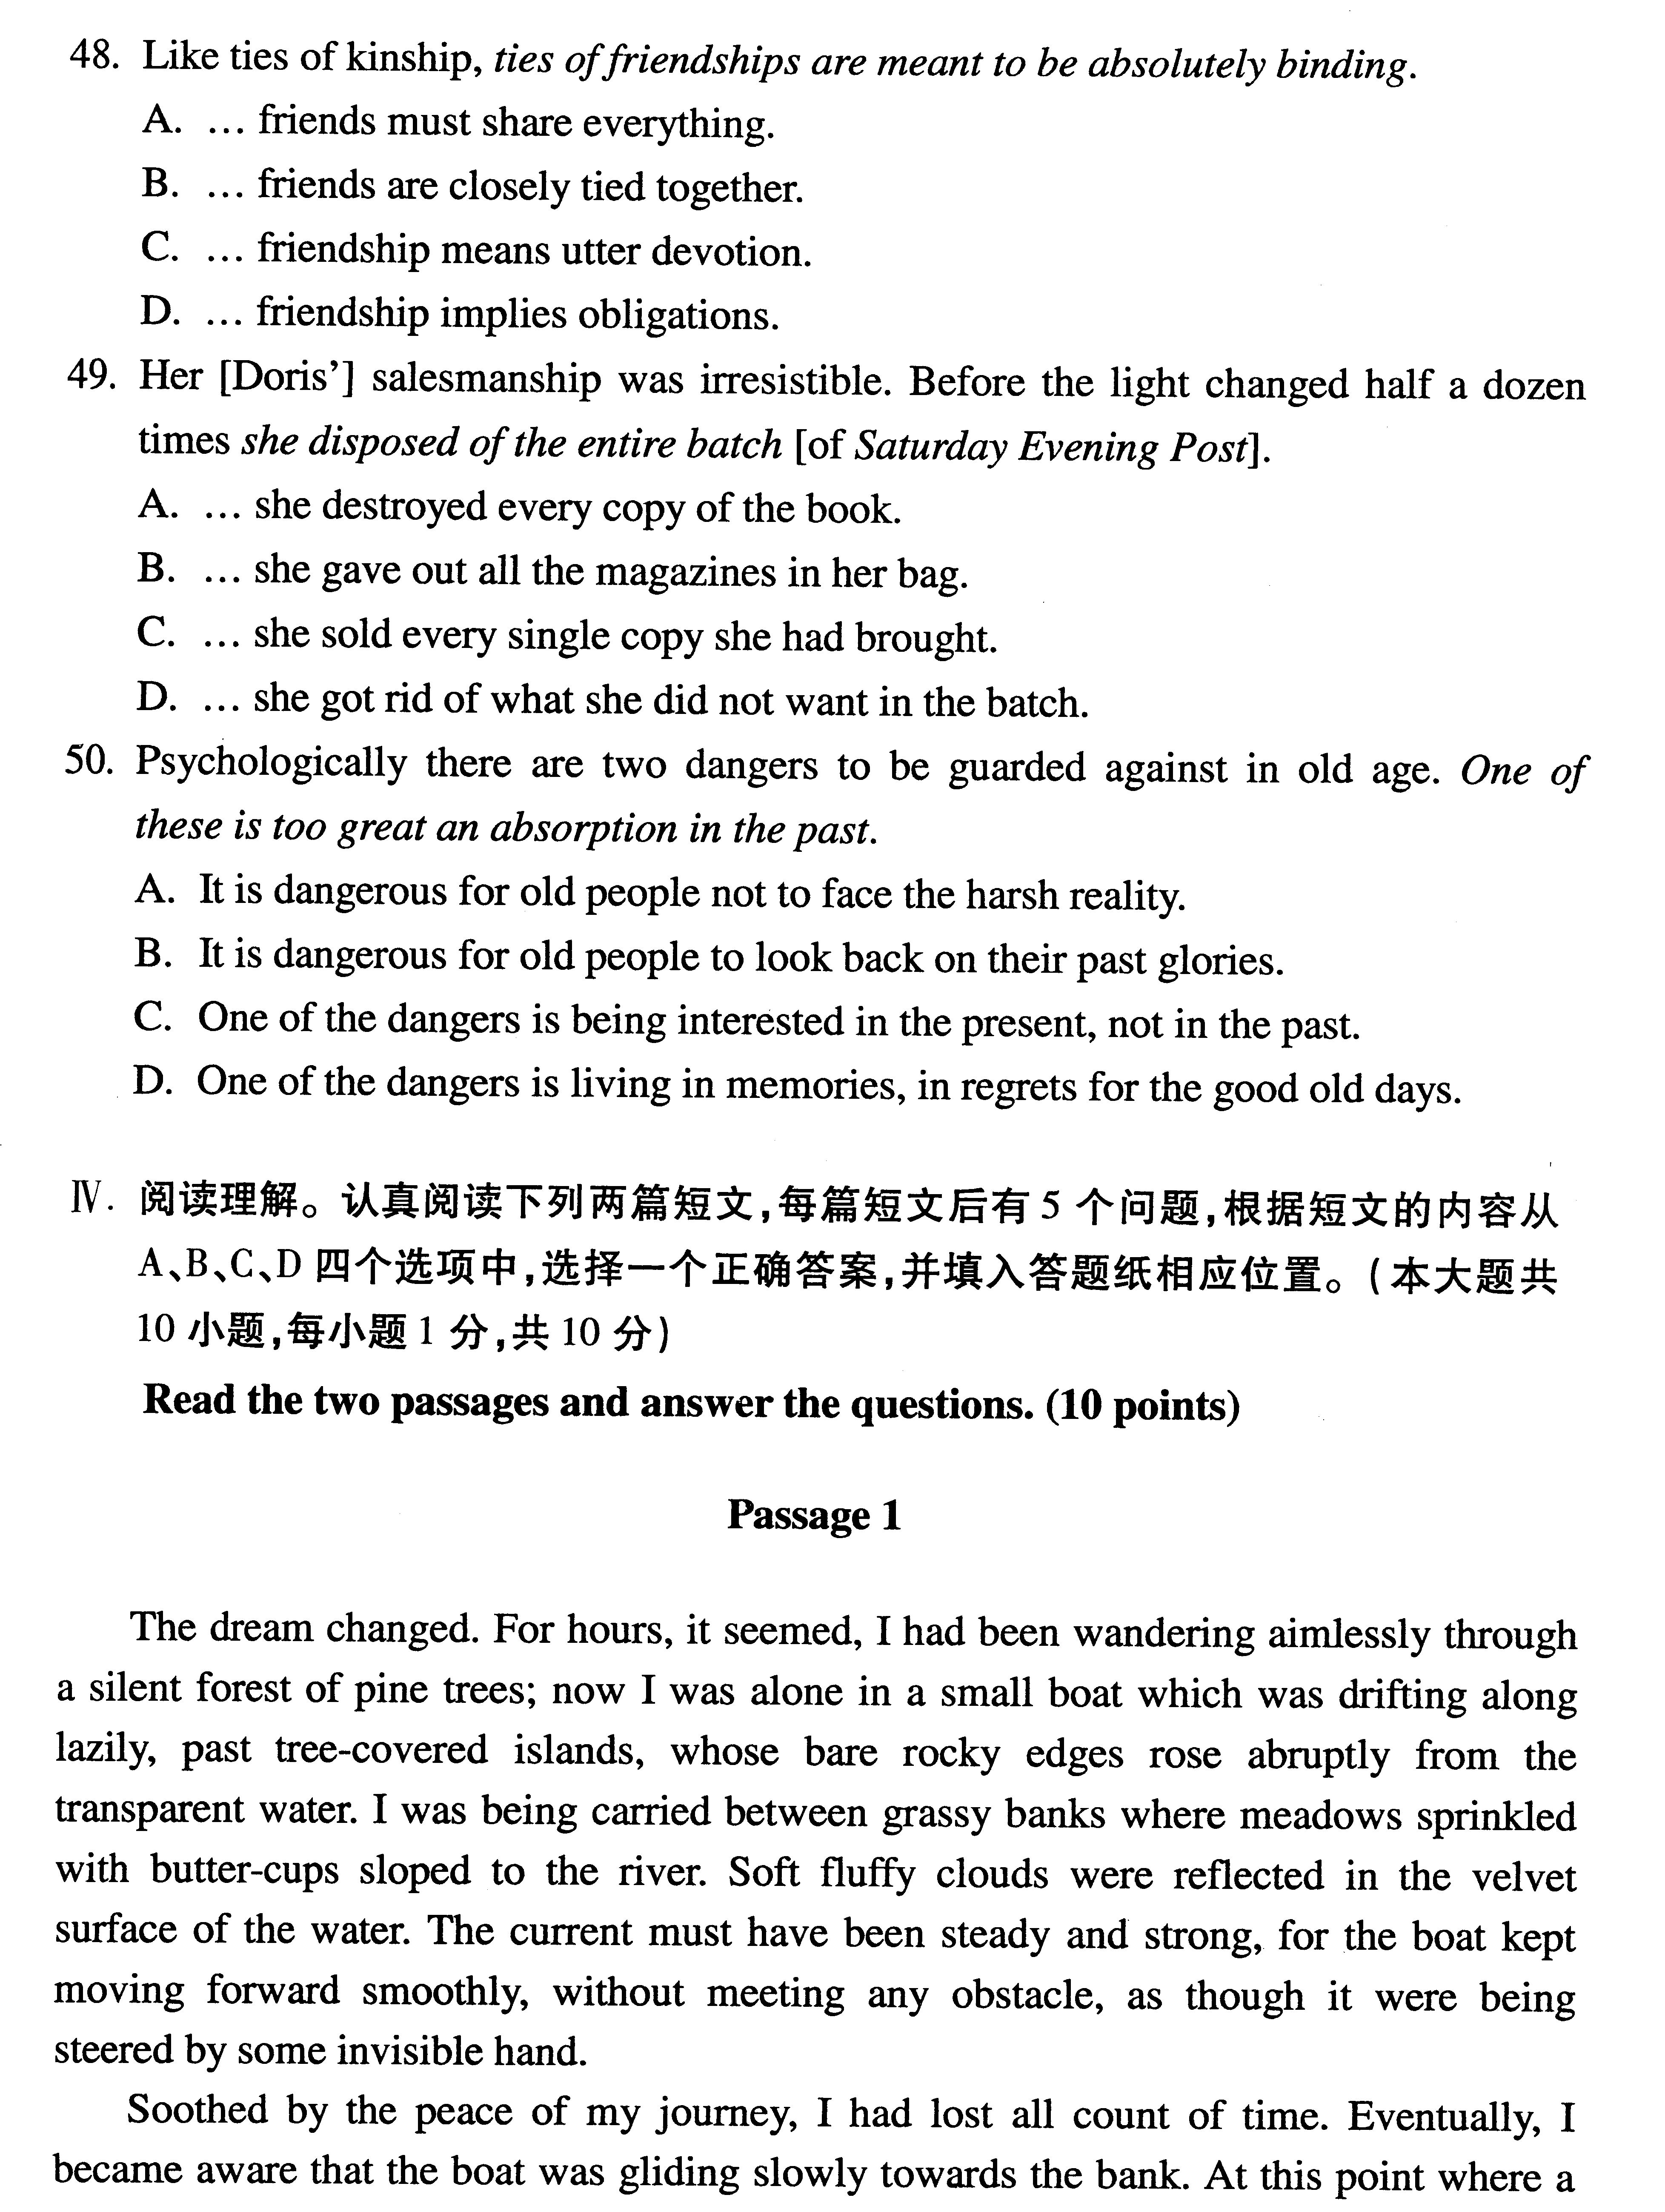 48. Like ties of kinship, ties of friendships are meant to be absolutely binding.
A. … friends must share everything.
B. … friends are closely tied together.
C. … friendship means utter devotion.
D. … friendship implies obligations.
49. Her [Doris’] salesmanship was irresistible. Before the light changed half a dozen
times she disposed of the entire batch [of Saturday Evening Post].
A. … she destroyed every copy of the book.
B. … she gave out all the magazines in her bag.
C. … she sold every single copy she had brought.
D. … she got rid of what she did not want in the batch.
50. Psychologically there are two dangers to be guarded against in old age. One of
these is too great an absorption in the past.
A. It is dangerous for old people not to face the harsh reality.
B. It is dangerous for old people to look back on their past glories.
C. One of the dangers is being interested in the present, not in the past.
D. One of the dangers is living in memories, in regrets for the good old days.
Ⅳ. 阅读理解。认真阅读下列两篇短文,每篇短文后有 5 个问题,根据短文的内容从
A、B、C、D 四个选项中,选择一个正确答案,并填入答题纸相应位置。(本大题共
10 小题,每小题 1 分,共 10 分)
Read the two passages and answer the questions. (10 points)
Passage 1
The dream changed. For hours, it seemed, I had been wandering aimlessly through
a silent forest of pine trees; now I was alone in a small boat which was drifting along
lazily, past tree-covered islands, whose bare rocky edges rose abruptly from the
transparent water. I was being carried between grassy banks where meadows sprinkled
with butter-cups sloped to the river. Soft fluffy clouds were reflected in the velvet
surface of the water. The current must have been steady and strong, for the boat kept
moving forward smoothly, without meeting any obstacle, as though it were being
steered by some invisible hand.
Soothed by the peace of my journey, I had lost all count of time. Eventually, I
became aware that the boat was gliding slowly towards the bank. At this point where a